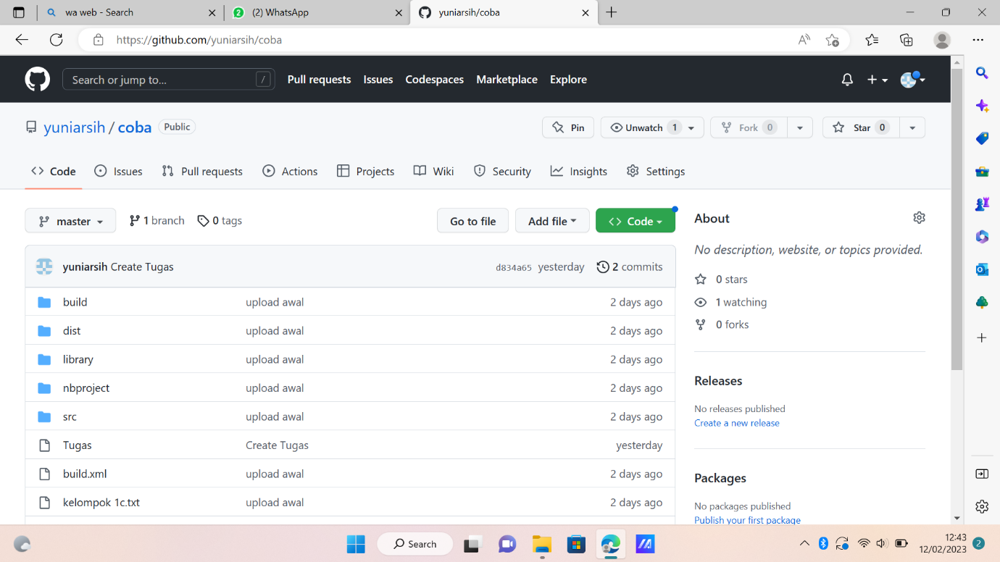 wa web - Search
(2) WhatsApp
yuniarsih/coba
https://github.com/yuniarsih/coba
Search or jump to... /
Pull requests Issues Codespaces Marketplace Explore
yuniarsih / coba Public
Pin Unwatch 1 Fork 0 Star 0
Code Issues Pull requests Actions Projects Wiki Security Insights Settings
master 1 branch 0 tags Go to file Add file Code
yuniarsih Create Tugas d834a65 yesterday 2 commits
build upload awal 2 days ago
dist upload awal 2 days ago
library upload awal 2 days ago
nbproject upload awal 2 days ago
src upload awal 2 days ago
Tugas Create Tugas yesterday
build.xml upload awal 2 days ago
kelompok 1c.txt upload awal 2 days ago
About
No description, website, or topics provided.
0 stars
1 watching
0 forks
Releases
No releases published
Create a new release
Packages
No packages published
Publish your first package
Search
12:43
12/02/2023
2